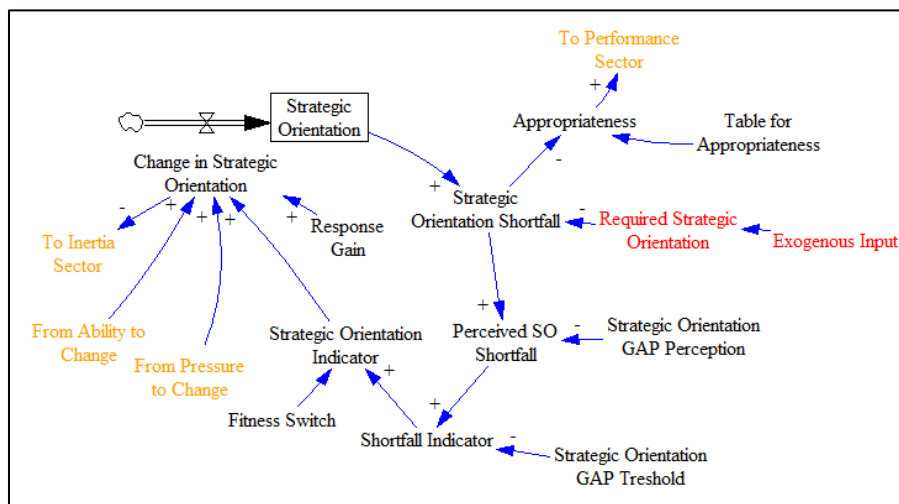 To Performance
Sector
+
Strategic
Orientation
Appropriateness
Table for
Appropriateness
-
Change in Strategic
Orientation
+
Strategic
Orientation Shortfall
-
Required Strategic
Orientation
Exogenous Input
-
+
+
+
+
Response
Gain
To Inertia
Sector
From Ability to
Change
From Pressure
to Change
Strategic Orientation
Indicator
+
+
Perceived SO
Shortfall
-
Strategic Orientation
GAP Perception
Fitness Switch
+
Shortfall Indicator
-
Strategic Orientation
GAP Treshold